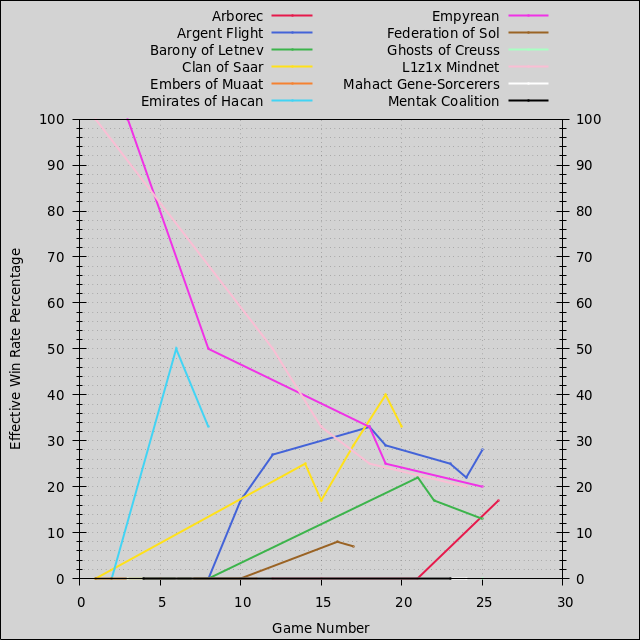 Arborec
Argent Flight
Barony of Letnev
Clan of Saar
Embers of Muaat
Emirates of Hacan
Empyrean
Federation of Sol
Ghosts of Creuss
L1z1x Mindnet
Mahact Gene-Sorcerers
Mentak Coalition
100
90
80
70
60
50
40
30
20
10
0
100
90
80
70
60
50
40
30
20
10
0
Effective Win Rate Percentage
0 5 10 15 20 25 30
Game Number